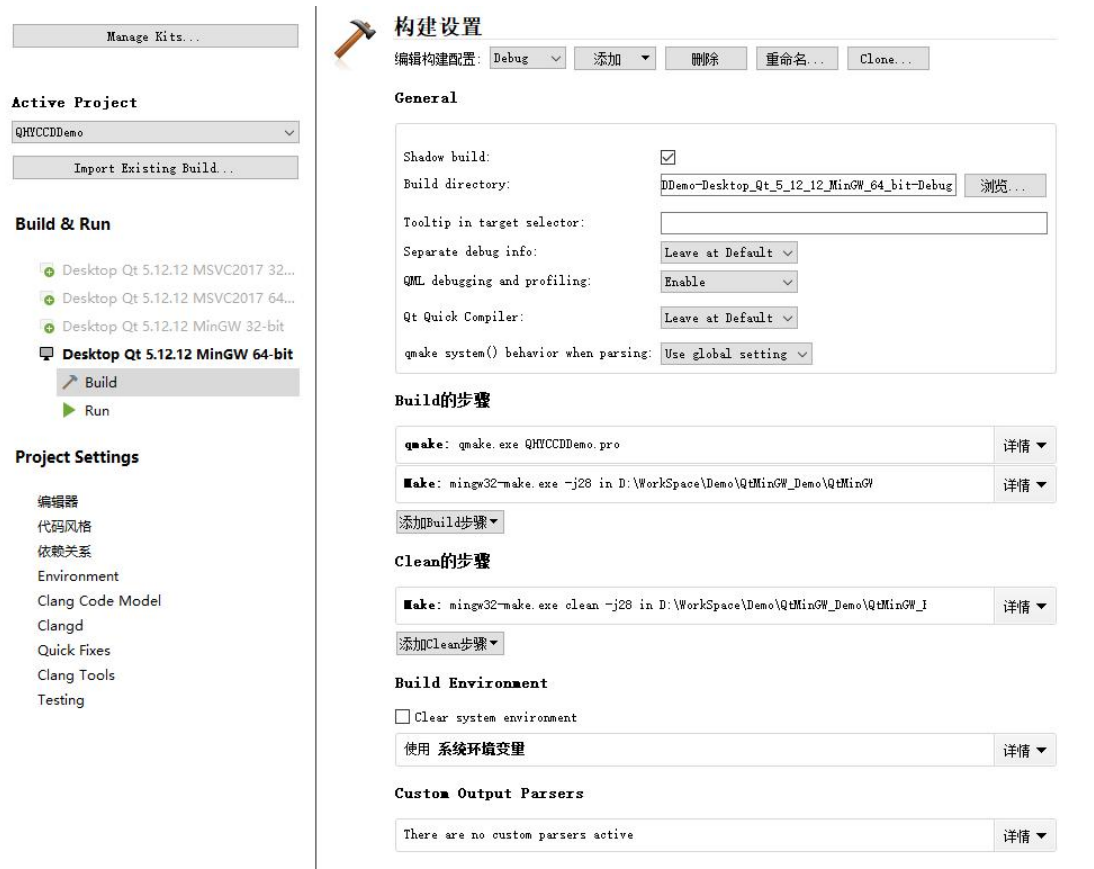 Manage Kits...
Active Project
QHYCCDDemo
Import Existing Build...
Build & Run
Desktop Qt 5.12.12 MSVC2017 32...
Desktop Qt 5.12.12 MSVC2017 64...
Desktop Qt 5.12.12 MinGW 32-bit
Desktop Qt 5.12.12 MinGW 64-bit
Build
Run
Project Settings
编辑器
代码风格
依赖关系
Environment
Clang Code Model
Clangd
Quick Fixes
Clang Tools
Testing
构建设置
编辑构建配置: Debug 添加 删除 重命名... Clone...
General
Shadow build:
Build directory: DDemo-Desktop_Qt_5_12_12_MinGW_64_bit-Debug 浏览...
Tooltip in target selector:
Separate debug info: Leave at Default
QML debugging and profiling: Enable
Qt Quick Compiler: Leave at Default
qmake system() behavior when parsing: Use global setting
Build的步骤
qmake: qmake.exe QHYCCDDemo.pro 详情
Make: mingw32-make.exe -j28 in D:\WorkSpace\Demo\QtMinGW_Demo\QtMinGW 详情
添加Build步骤
Clean的步骤
Make: mingw32-make.exe clean -j28 in D:\WorkSpace\Demo\QtMinGW_Demo\QtMinGW_ 详情
添加Clean步骤
Build Environment
Clear system environment
使用 系统环境变量 详情
Custom Output Parsers
There are no custom parsers active 详情